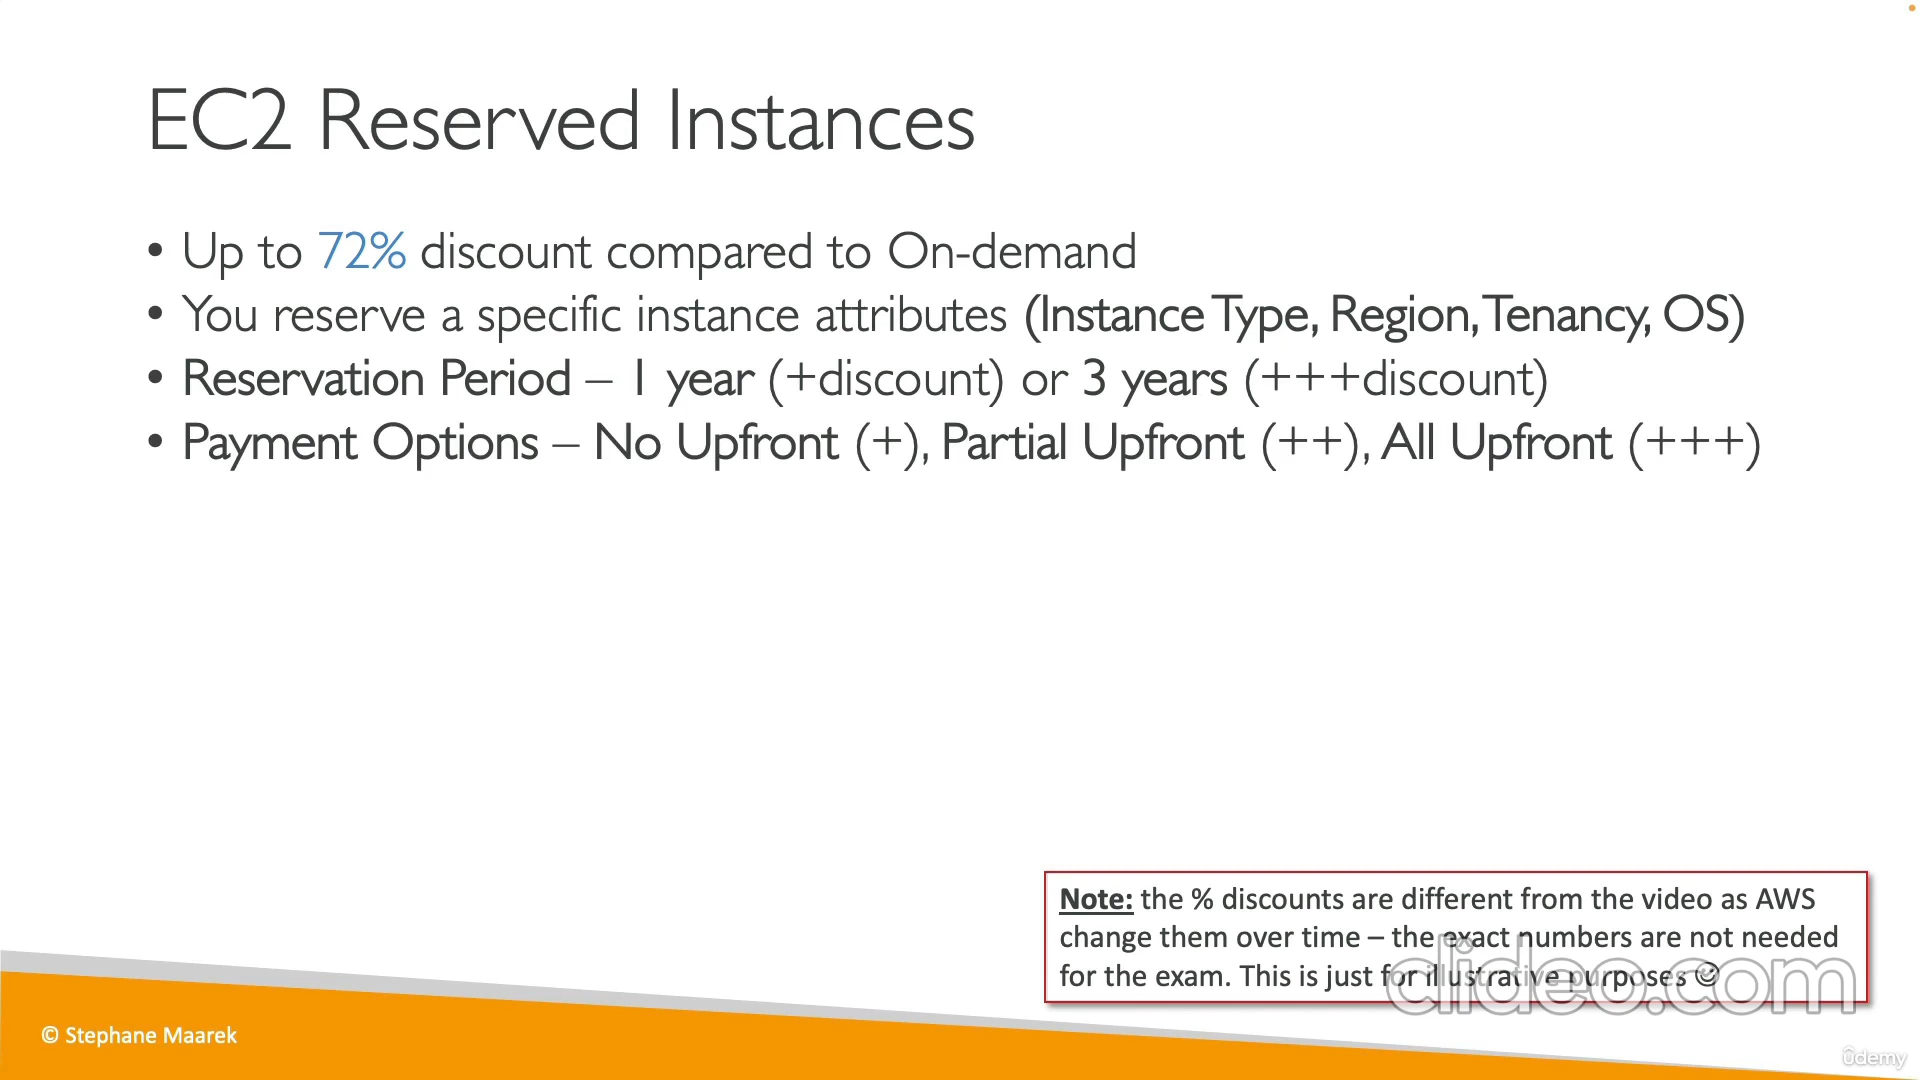 EC2 Reserved Instances
• Up to 72% discount compared to On-demand
• You reserve a specific instance attributes (Instance Type, Region, Tenancy, OS)
• Reservation Period – 1 year (+discount) or 3 years (+++discount)
• Payment Options – No Upfront (+), Partial Upfront (++), All Upfront (+++)
Note: the % discounts are different from the video as AWS
change them over time – the exact numbers are not needed
for the exam. This is just for illustrative purposes ☺
clideo.com
© Stephane Maarek
ûdemy